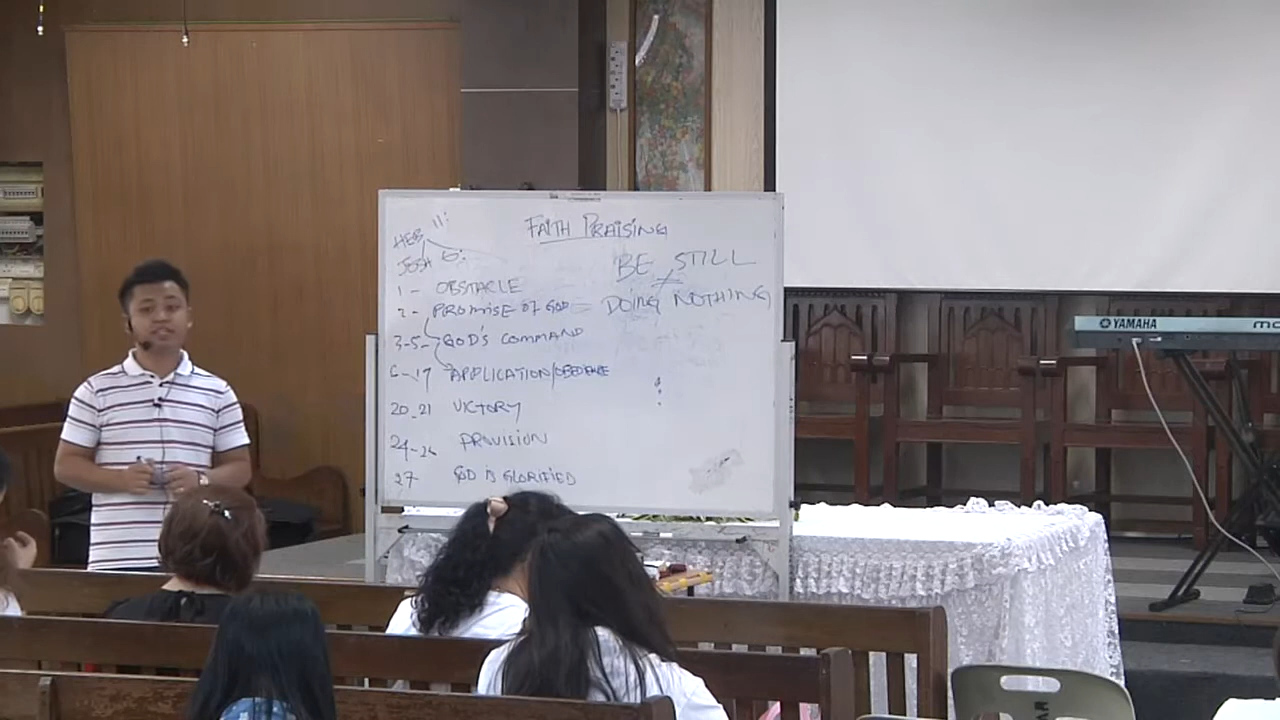 FAITH PRAISING
HEB 11:
JOSH 6:
BE STILL
≠
DOING NOTHING
1 - OBSTACLE
2 - PROMISE OF GOD
3-5- GOD'S COMMAND
6-17 APPLICATION/OBEDIENCE
20-21 VICTORY
24-26 PROVISION
27 GOD IS GLORIFIED
YAMAHA